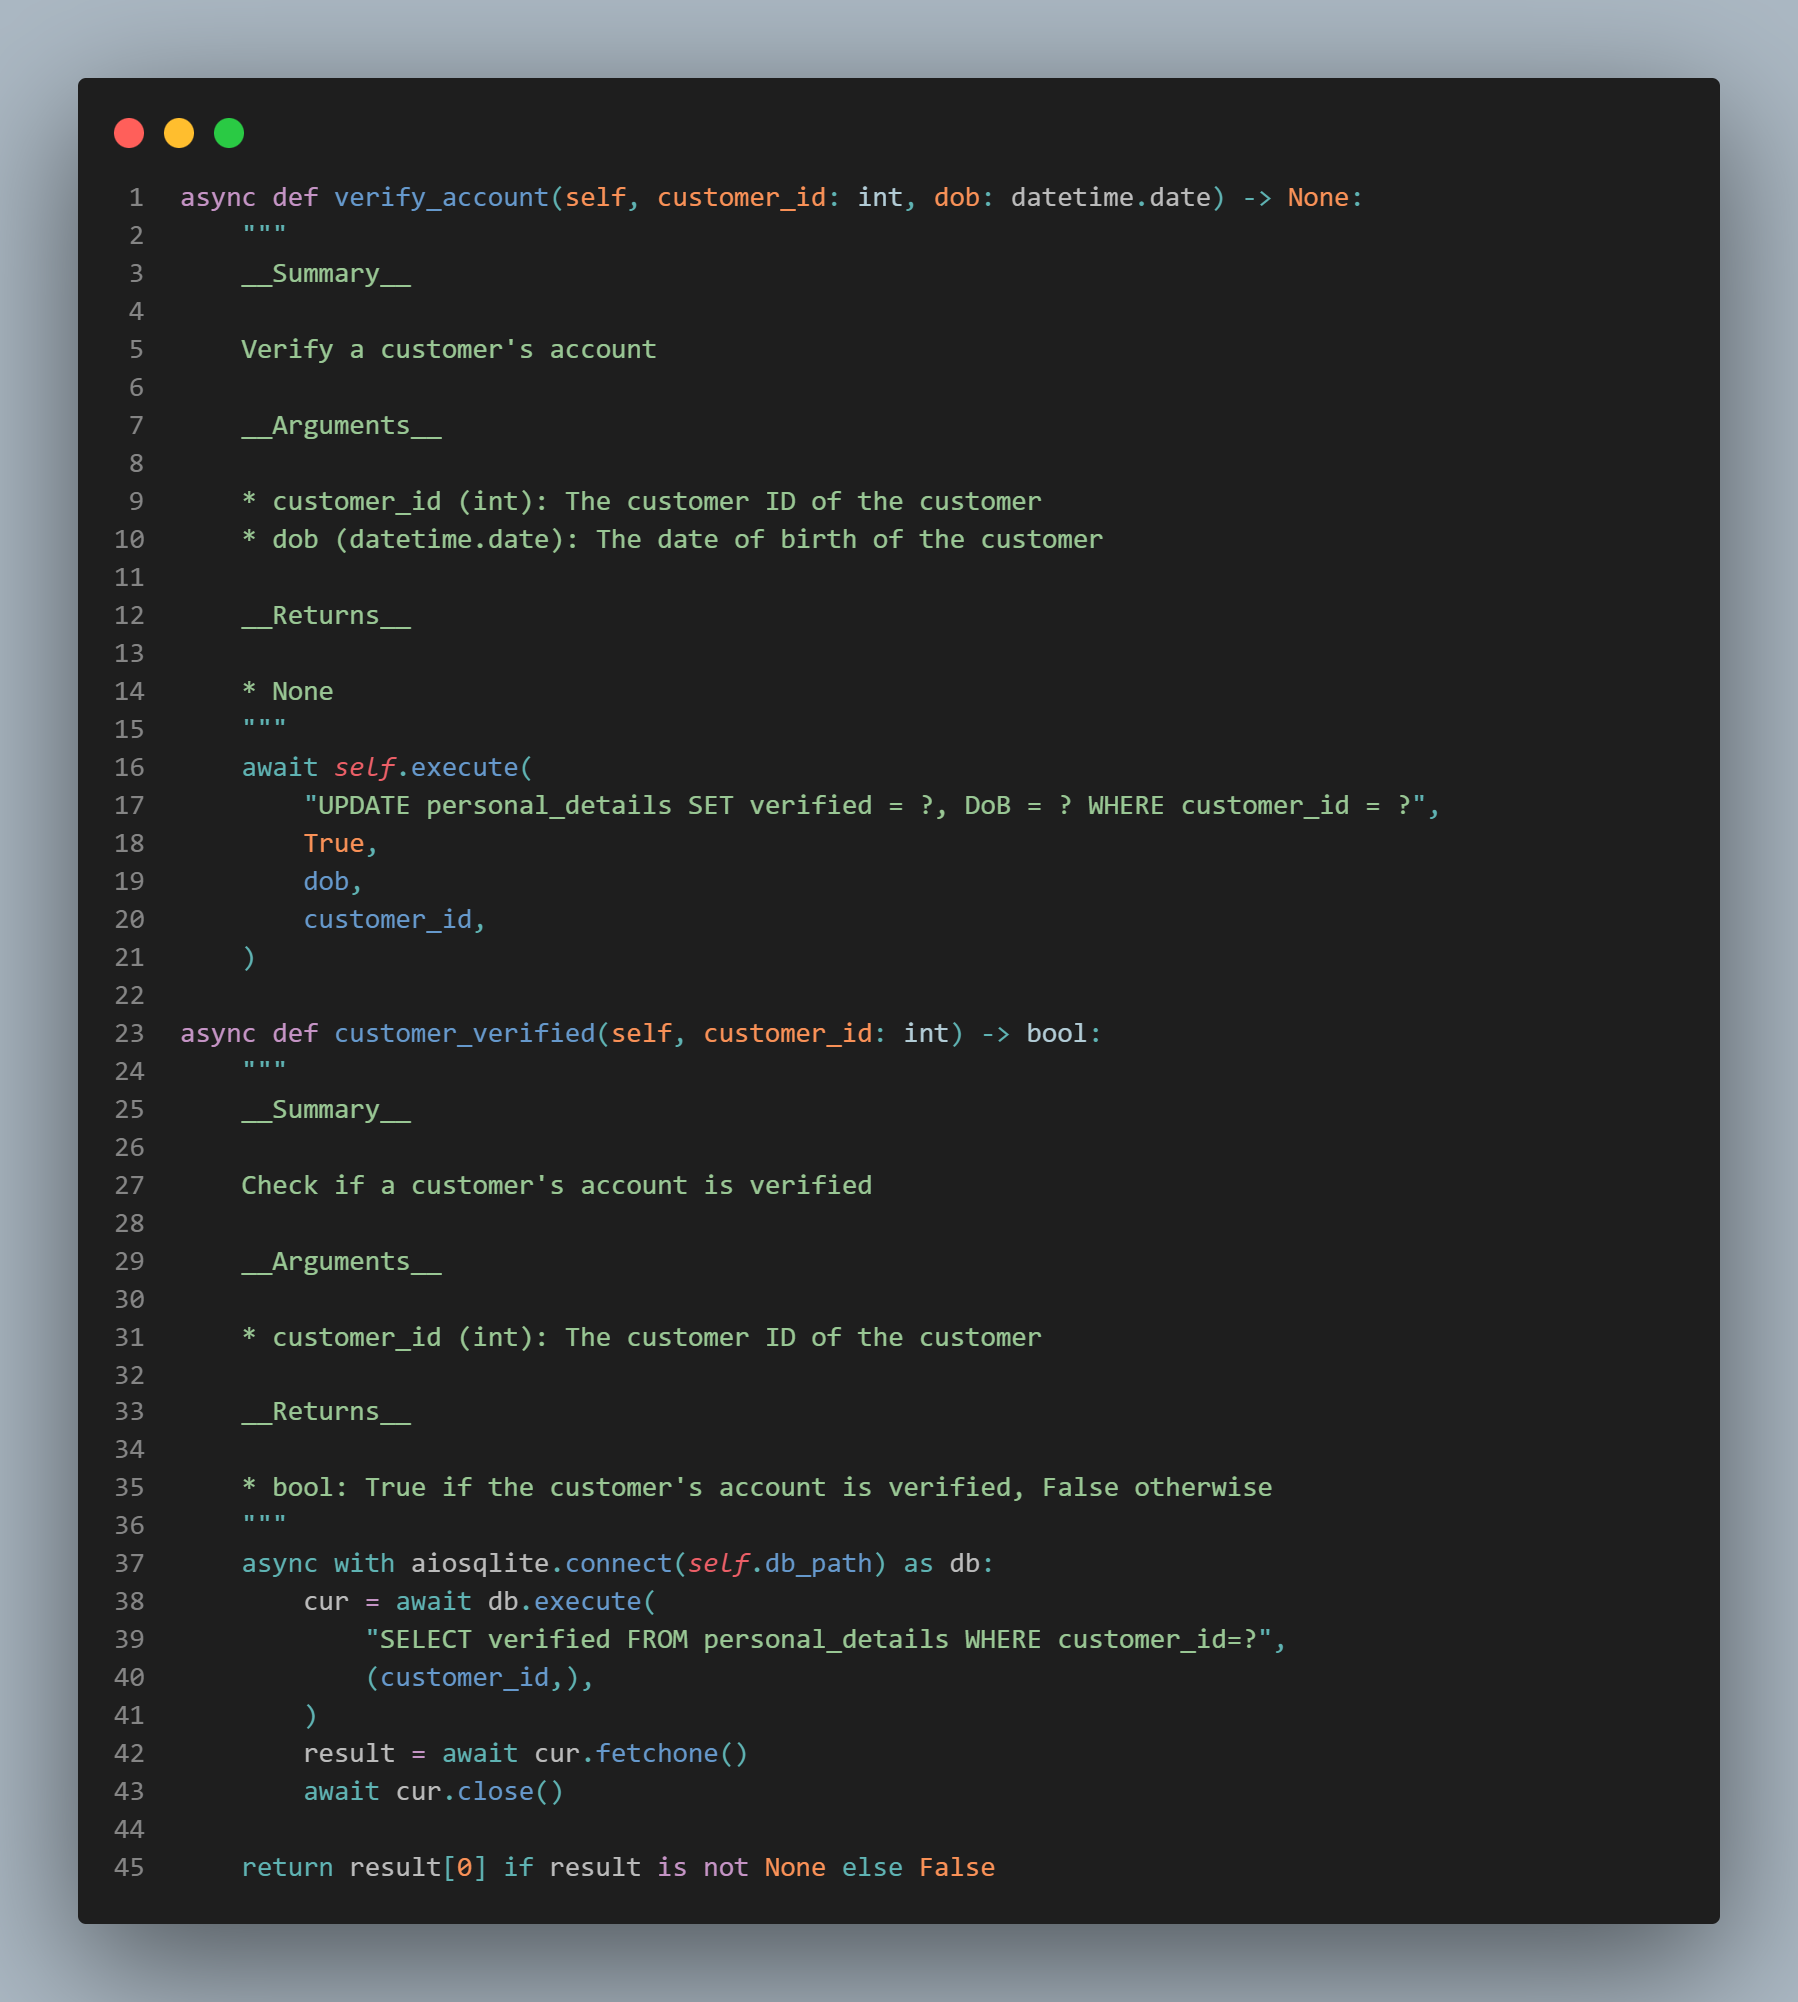 1 async def verify_account(self, customer_id: int, dob: datetime.date) -> None:
2     """
3     __Summary__
4
5     Verify a customer's account
6
7     __Arguments__
8
9     * customer_id (int): The customer ID of the customer
10     * dob (datetime.date): The date of birth of the customer
11
12     __Returns__
13
14     * None
15     """
16     await self.execute(
17         "UPDATE personal_details SET verified = ?, DoB = ? WHERE customer_id = ?",
18         True,
19         dob,
20         customer_id,
21     )
22
23 async def customer_verified(self, customer_id: int) -> bool:
24     """
25     __Summary__
26
27     Check if a customer's account is verified
28
29     __Arguments__
30
31     * customer_id (int): The customer ID of the customer
32
33     __Returns__
34
35     * bool: True if the customer's account is verified, False otherwise
36     """
37     async with aiosqlite.connect(self.db_path) as db:
38         cur = await db.execute(
39             "SELECT verified FROM personal_details WHERE customer_id=?",
40             (customer_id,),
41         )
42         result = await cur.fetchone()
43         await cur.close()
44
45     return result[0] if result is not None else False